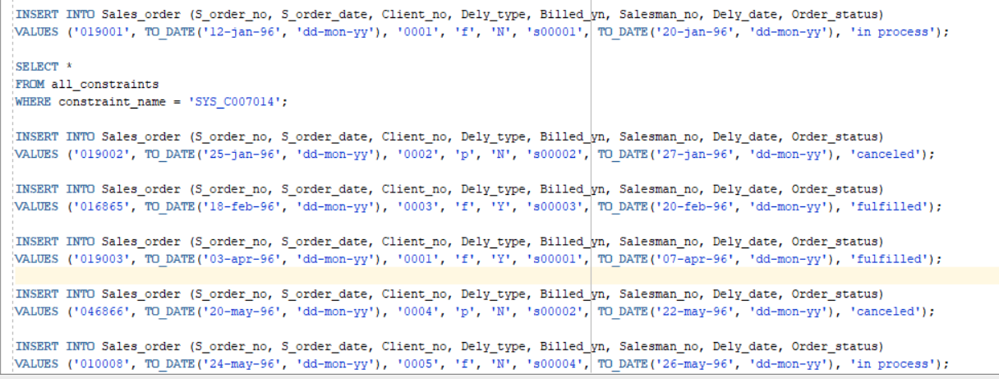 INSERT INTO Sales_order (S_order_no, S_order_date, Client_no, Dely_type, Billed_yn, Salesman_no, Dely_date, Order_status)
VALUES ('019001', TO_DATE('12-jan-96', 'dd-mon-yy'), '0001', 'f', 'N', 's00001', TO_DATE('20-jan-96', 'dd-mon-yy'), 'in process');
SELECT *
FROM all_constraints
WHERE constraint_name = 'SYS_C007014';
INSERT INTO Sales_order (S_order_no, S_order_date, Client_no, Dely_type, Billed_yn, Salesman_no, Dely_date, Order_status)
VALUES ('019002', TO_DATE('25-jan-96', 'dd-mon-yy'), '0002', 'p', 'N', 's00002', TO_DATE('27-jan-96', 'dd-mon-yy'), 'canceled');
INSERT INTO Sales_order (S_order_no, S_order_date, Client_no, Dely_type, Billed_yn, Salesman_no, Dely_date, Order_status)
VALUES ('016865', TO_DATE('18-feb-96', 'dd-mon-yy'), '0003', 'f', 'Y', 's00003', TO_DATE('20-feb-96', 'dd-mon-yy'), 'fulfilled');
INSERT INTO Sales_order (S_order_no, S_order_date, Client_no, Dely_type, Billed_yn, Salesman_no, Dely_date, Order_status)
VALUES ('019003', TO_DATE('03-apr-96', 'dd-mon-yy'), '0001', 'f', 'Y', 's00001', TO_DATE('07-apr-96', 'dd-mon-yy'), 'fulfilled');
INSERT INTO Sales_order (S_order_no, S_order_date, Client_no, Dely_type, Billed_yn, Salesman_no, Dely_date, Order_status)
VALUES ('046866', TO_DATE('20-may-96', 'dd-mon-yy'), '0004', 'p', 'N', 's00002', TO_DATE('22-may-96', 'dd-mon-yy'), 'canceled');
INSERT INTO Sales_order (S_order_no, S_order_date, Client_no, Dely_type, Billed_yn, Salesman_no, Dely_date, Order_status)
VALUES ('010008', TO_DATE('24-may-96', 'dd-mon-yy'), '0005', 'f', 'N', 's00004', TO_DATE('26-may-96', 'dd-mon-yy'), 'in process');